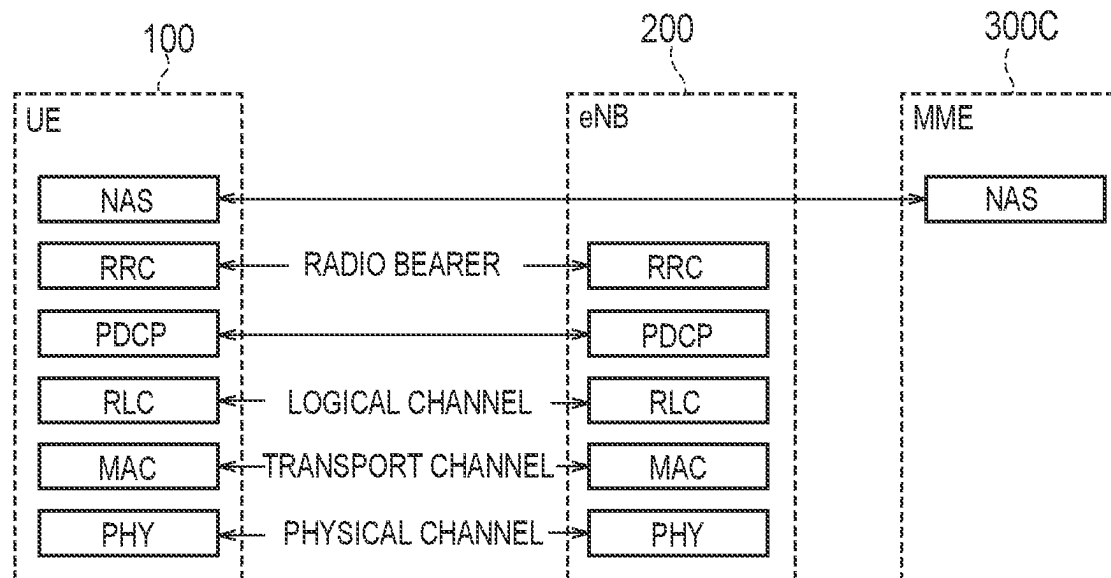 100 200 300C
UE eNB MME
NAS NAS
RRC RADIO BEARER RRC
PDCP PDCP
RLC LOGICAL CHANNEL RLC
MAC TRANSPORT CHANNEL MAC
PHY PHYSICAL CHANNEL PHY